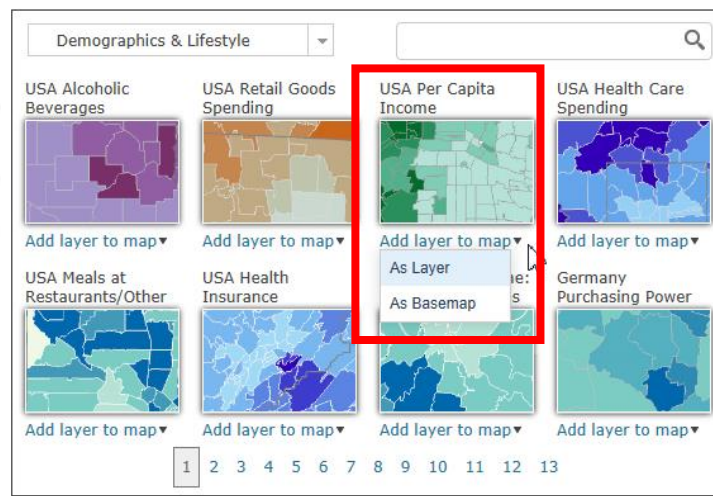 Demographics & Lifestyle
USA Alcoholic
Beverages
USA Retail Goods
Spending
USA Per Capita
Income
USA Health Care
Spending
Add layer to map
Add layer to map
Add layer to map
Add layer to map
As Layer
As Basemap
USA Meals at
Restaurants/Other
USA Health
Insurance
Germany
Purchasing Power
Add layer to map
Add layer to map
Add layer to map
Add layer to map
1 2 3 4 5 6 7 8 9 10 11 12 13